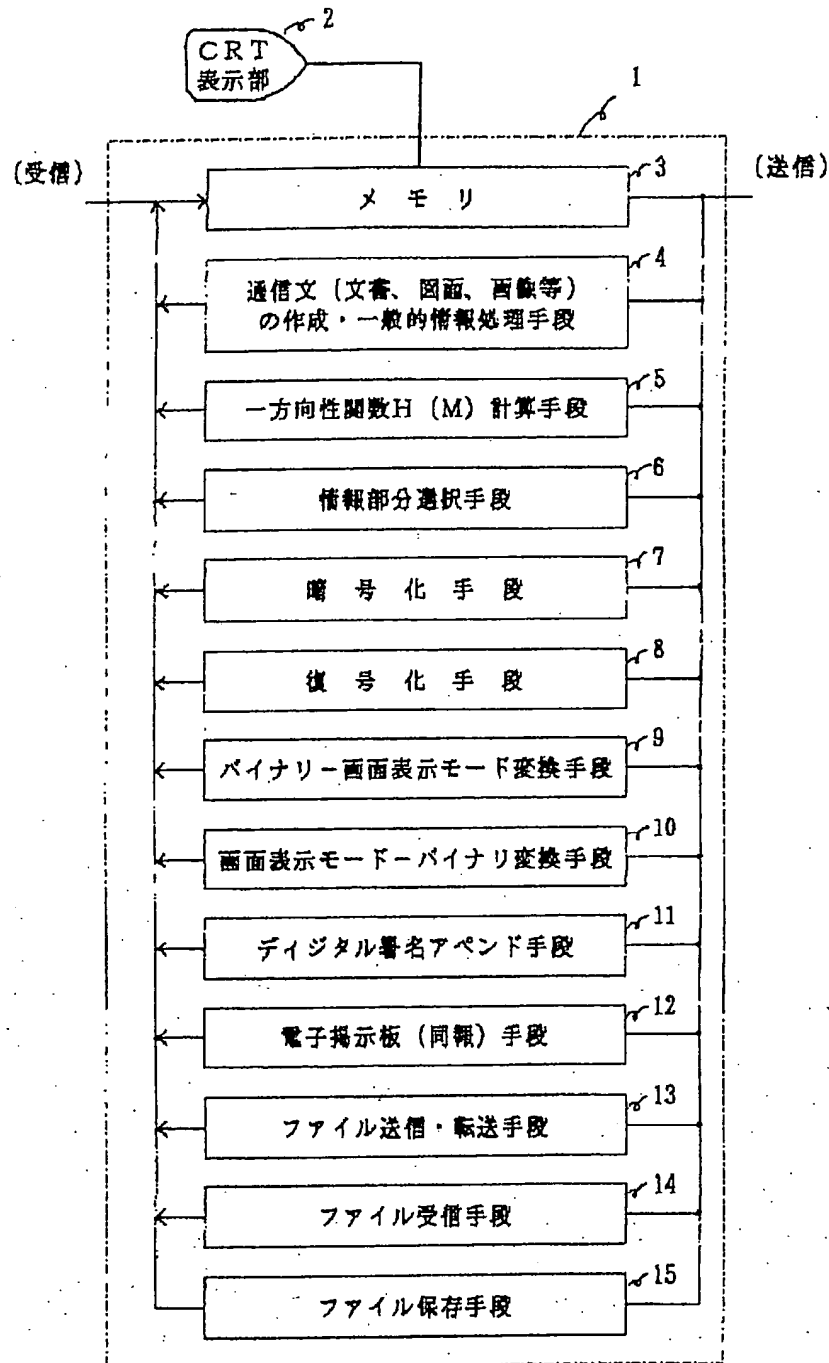 2
CRT
表示部
1
(受信)
(送信)
3
メモリ
4
通信文(文書、図面、画像等)
の作成・一般的情報処理手段
5
一方向性関数H(M)計算手段
6
情報部分選択手段
7
暗号化手段
8
復号化手段
9
バイナリー画面表示モード変換手段
10
画面表示モードーバイナリ変換手段
11
ディジタル署名アペンド手段
12
電子掲示板(同報)手段
13
ファイル送信・転送手段
14
ファイル受信手段
15
ファイル保存手段